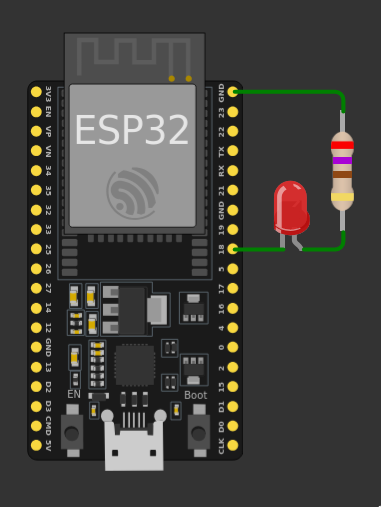 3V3
EN
VP
VN
34
35
32
33
25
26
27
14
12
GND
13
D2
D3
CMD
5V
ESP32
EN
Boot
GND
23
22
TX
RX
21
GND
19
18
5
17
16
4
0
2
15
D1
D0
CLK